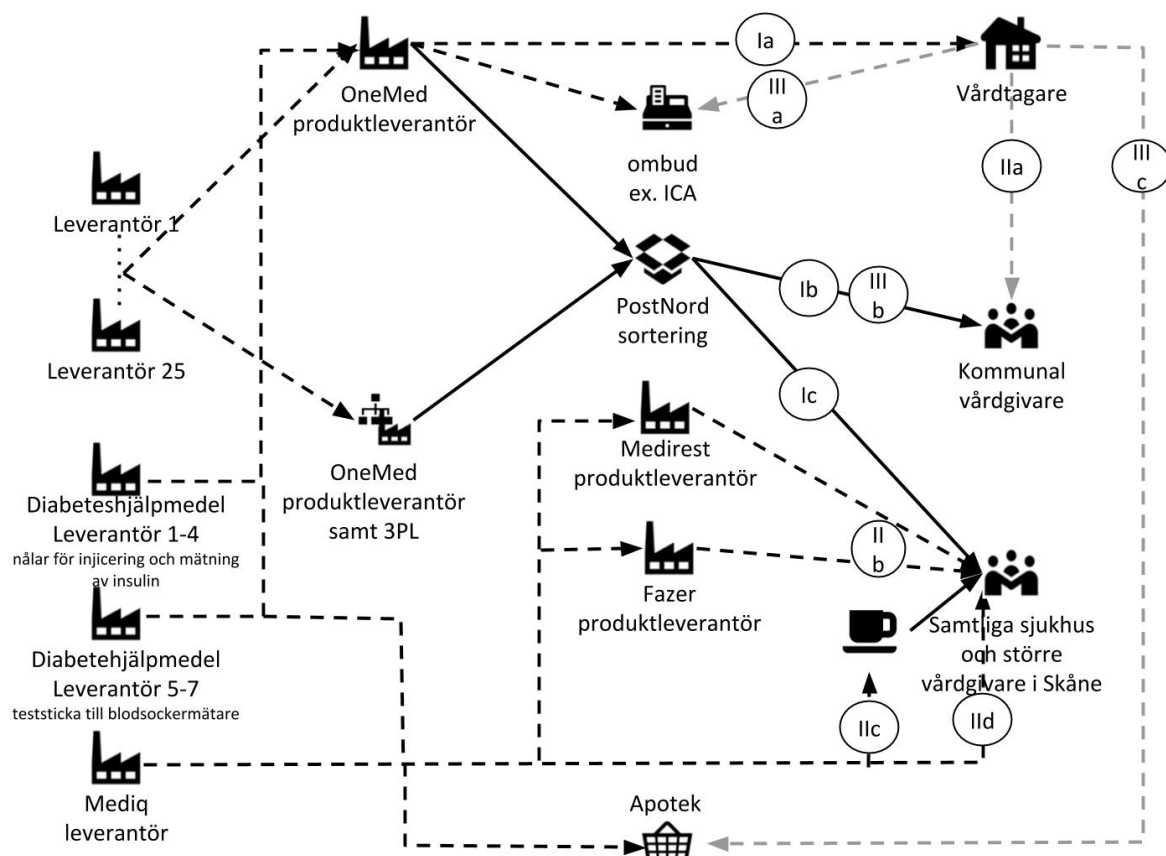 Ia
OneMed
produktleverantör
III
a
Vårdtagare
ombud
ex. ICA
IIa
III
c
Leverantör 1
PostNord
sortering
Ib
III
b
Leverantör 25
Kommunal
vårdgivare
Ic
Medirest
produktleverantör
OneMed
produktleverantör
samt 3PL
Diabeteshjälpmedel
Leverantör 1-4
nålar för injicering och mätning
av insulin
II
b
Fazer
produktleverantör
Samtliga sjukhus
och större
vårdgivare i Skåne
Diabetehjälpmedel
Leverantör 5-7
teststicka till blodsockermätare
IIc
IId
Mediq
leverantör
Apotek